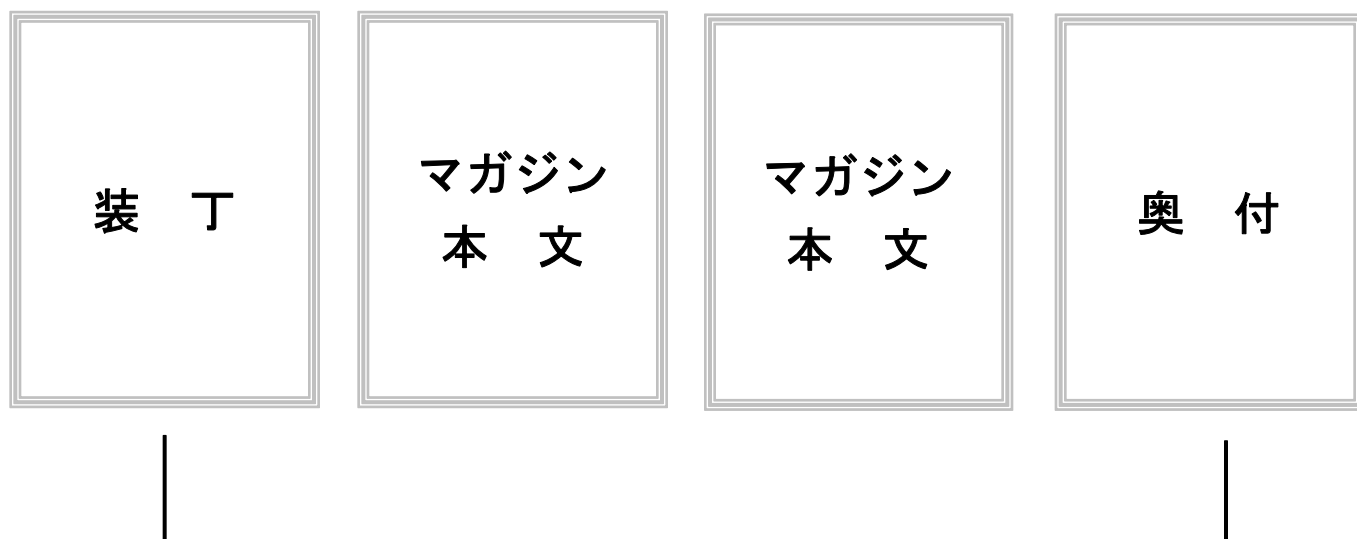 装　丁
マガジン
本　文
マガジン
本　文
奥　付